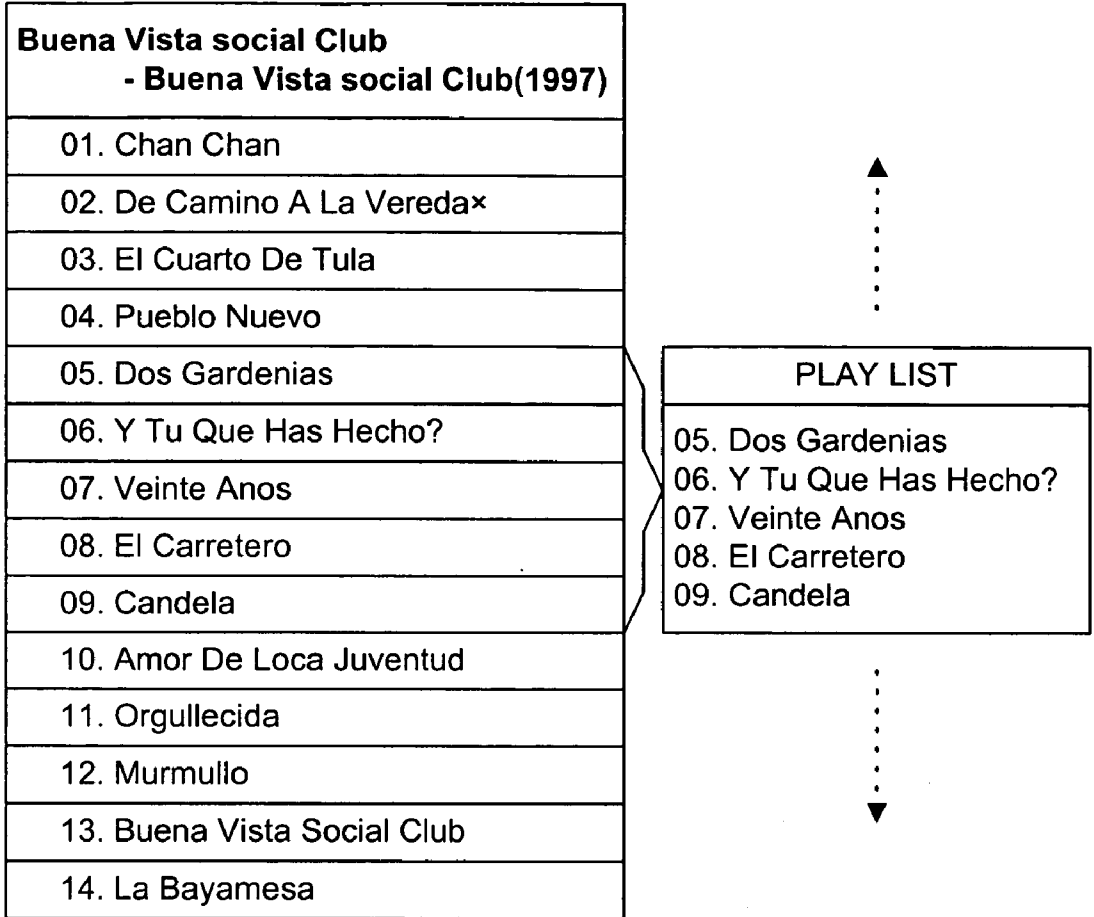 Buena Vista social Club
- Buena Vista social Club(1997)
01. Chan Chan
02. De Camino A La Vereda×
03. El Cuarto De Tula
04. Pueblo Nuevo
05. Dos Gardenias
06. Y Tu Que Has Hecho?
07. Veinte Anos
08. El Carretero
09. Candela
10. Amor De Loca Juventud
11. Orgullecida
12. Murmullo
13. Buena Vista Social Club
14. La Bayamesa
PLAY LIST
05. Dos Gardenias
06. Y Tu Que Has Hecho?
07. Veinte Anos
08. El Carretero
09. Candela